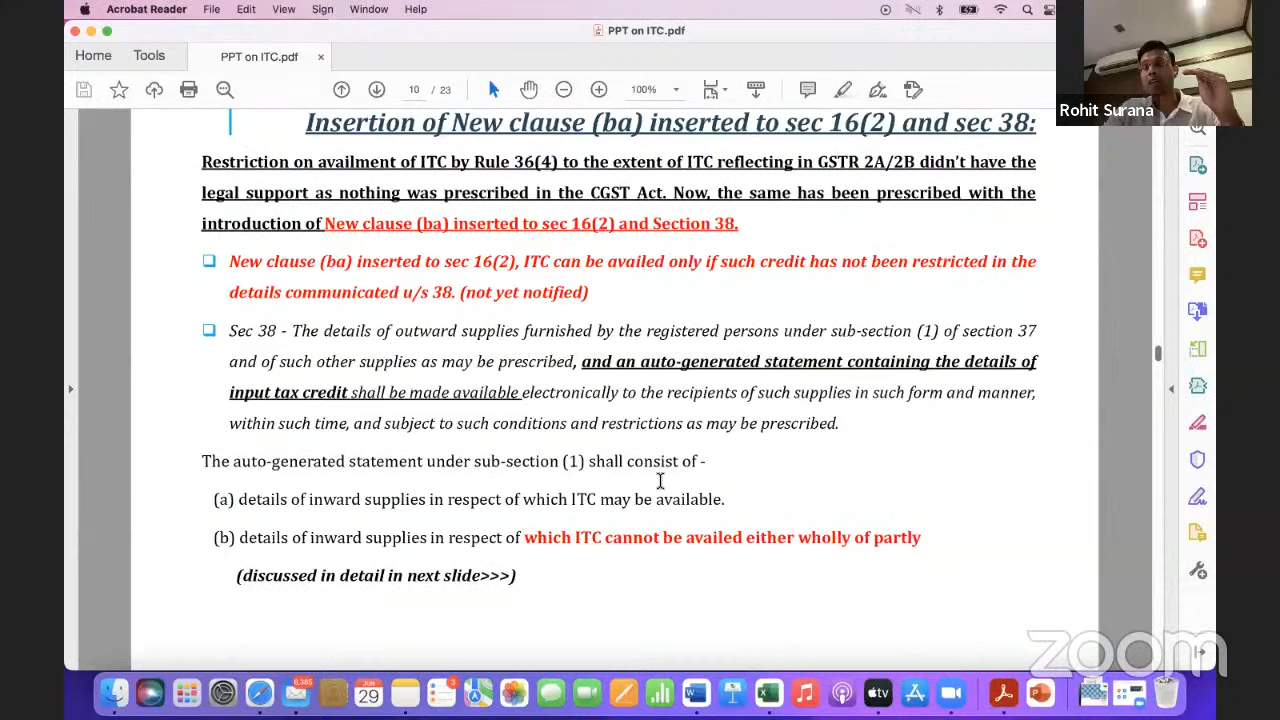 Acrobat Reader File Edit View Sign Window Help
PPT on ITC.pdf
Home Tools PPT on ITC.pdf ×
10 / 23 100%
Rohit Surana
Insertion of New clause (ba) inserted to sec 16(2) and sec 38:
Restriction on availment of ITC by Rule 36(4) to the extent of ITC reflecting in GSTR 2A/2B didn't have the
legal support as nothing was prescribed in the CGST Act. Now, the same has been prescribed with the
introduction of New clause (ba) inserted to sec 16(2) and Section 38.
New clause (ba) inserted to sec 16(2), ITC can be availed only if such credit has not been restricted in the
details communicated u/s 38. (not yet notified)
Sec 38 - The details of outward supplies furnished by the registered persons under sub-section (1) of section 37
and of such other supplies as may be prescribed, and an auto-generated statement containing the details of
input tax credit shall be made available electronically to the recipients of such supplies in such form and manner,
within such time, and subject to such conditions and restrictions as may be prescribed.
The auto-generated statement under sub-section (1) shall consist of -
(a) details of inward supplies in respect of which ITC may be available.
(b) details of inward supplies in respect of which ITC cannot be availed either wholly of partly
(discussed in detail in next slide>>>)
zoom
6,385
JUN
29
3
tv